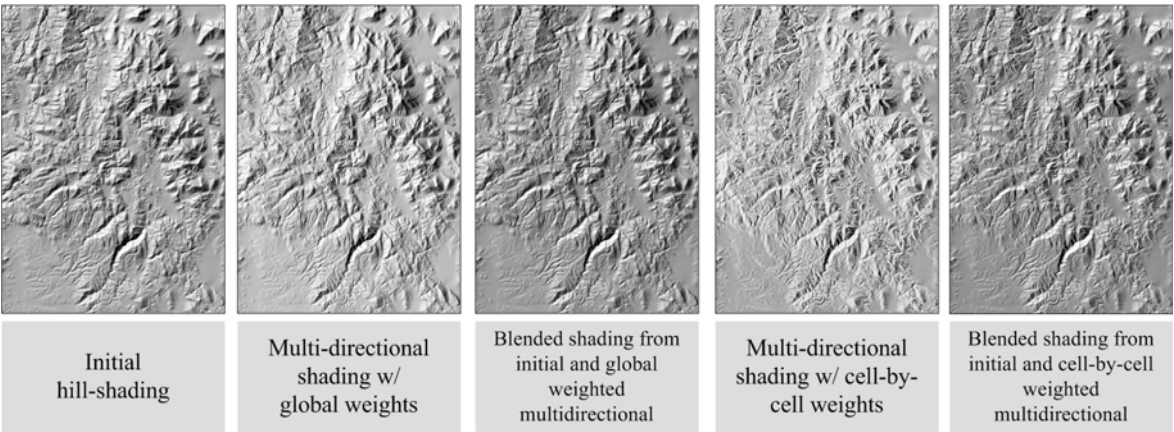 Initial
hill-shading
Multi-directional
shading w/
global weights
Blended shading from
initial and global
weighted
multidirectional
Multi-directional
shading w/ cell-by-
cell weights
Blended shading from
initial and cell-by-cell
weighted
multidirectional